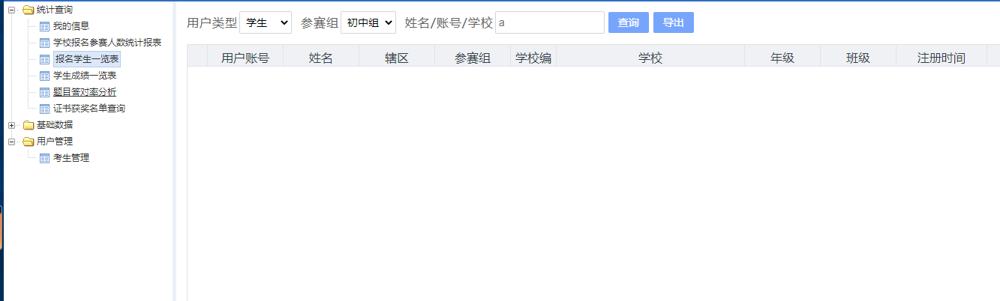 统计查询
我的信息
学校报名参赛人数统计报表
报名学生一览表
学生成绩一览表
题目答对率分析
证书获奖名单查询
基础数据
用户管理
考生管理
用户类型 学生 参赛组 初中组 姓名/账号/学校 a 查询 导出
用户账号 姓名 辖区 参赛组 学校编 学校 年级 班级 注册时间